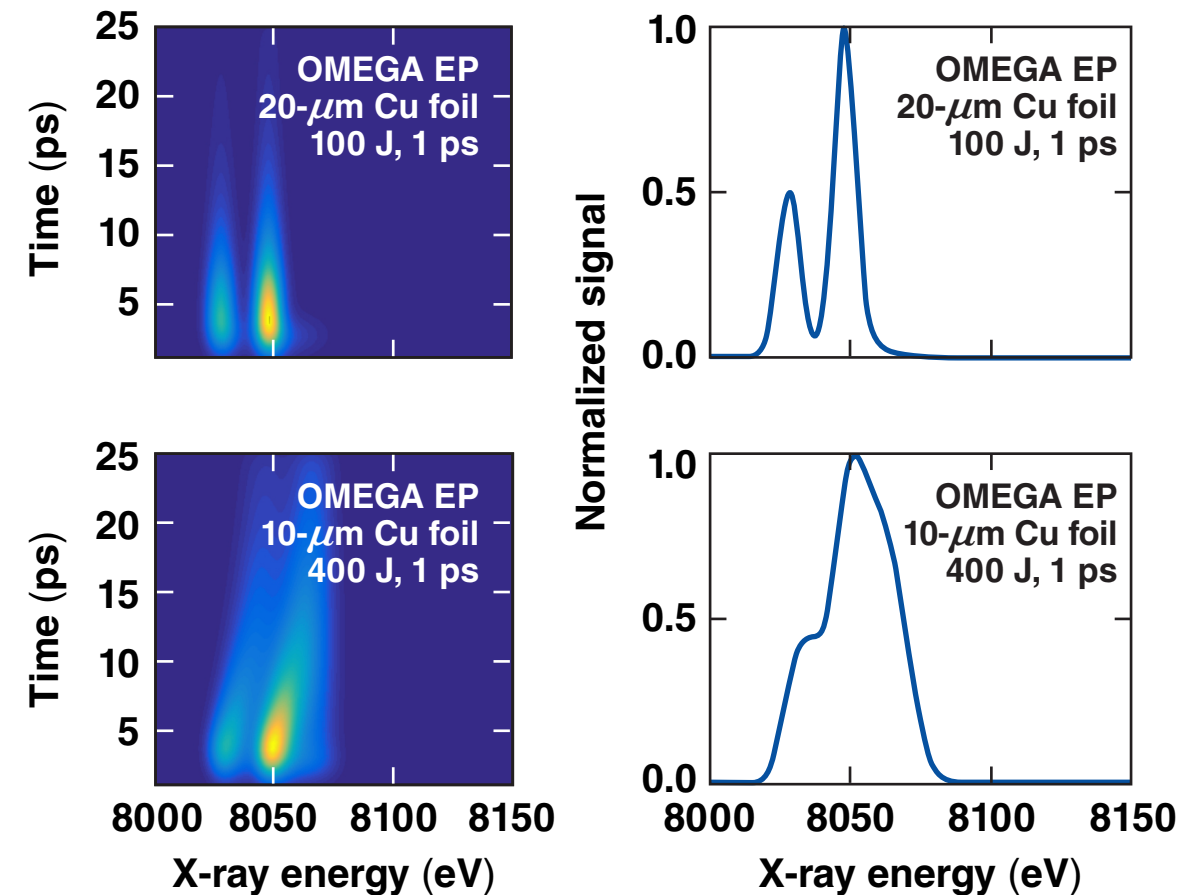 25
20
15
10
5
Time (ps)
OMEGA EP
20-μm Cu foil
100 J, 1 ps
1.0
0.5
0.0
OMEGA EP
20-μm Cu foil
100 J, 1 ps
Normalized signal
25
20
15
10
5
Time (ps)
OMEGA EP
10-μm Cu foil
400 J, 1 ps
8000 8050 8100 8150
X-ray energy (eV)
1.0
0.5
0.0
OMEGA EP
10-μm Cu foil
400 J, 1 ps
8000 8050 8100 8150
X-ray energy (eV)